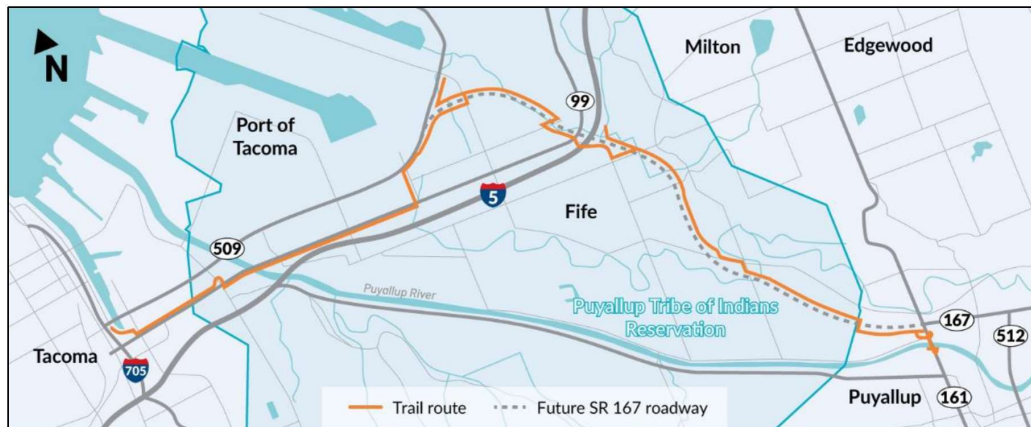 N
Milton
Edgewood
99
Port of
Tacoma
5
Fife
509
Puyallup River
Puyallup Tribe of Indians
Reservation
167
512
Tacoma
705
Puyallup
161
Trail route
Future SR 167 roadway